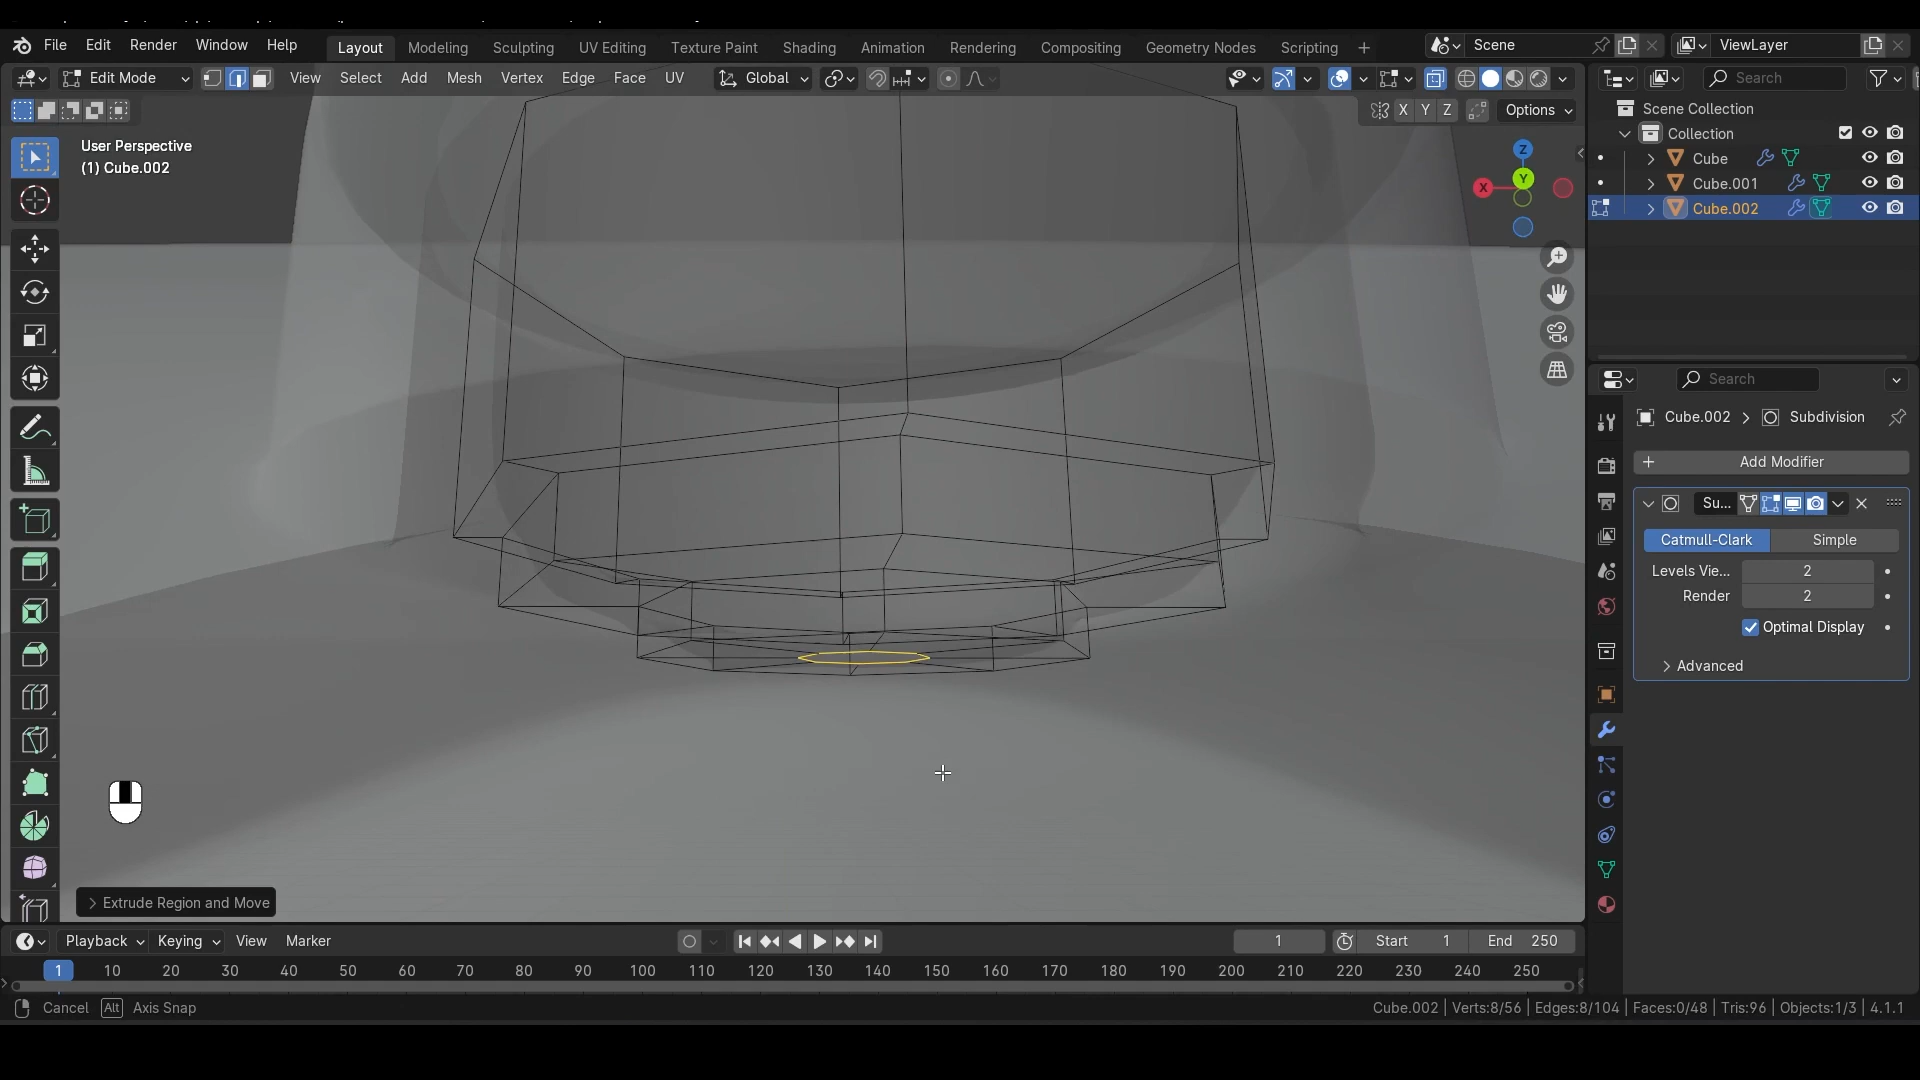 File Edit Render Window Help Layout Modeling Sculpting UV Editing Texture Paint Shading Animation Rendering Compositing Geometry Nodes Scripting Scene ViewLayer
Edit Mode View Select Add Mesh Vertex Edge Face UV Global Search
X Y Z Options
Scene Collection
Collection
Cube
Cube.001
Cube.002
User Perspective
(1) Cube.002
Z
Y
X
Search
Cube.002 Subdivision
Add Modifier
Su...
Catmull-Clark Simple
Levels Vie... 2
Render 2
Optimal Display
Advanced
Extrude Region and Move
Playback Keying View Marker 1 Start 1 End 250
1 10 20 30 40 50 60 70 80 90 100 110 120 130 140 150 160 170 180 190 200 210 220 230 240 250
Cancel Alt Axis Snap Cube.002 | Verts:8/56 | Edges:8/104 | Faces:0/48 | Tris:96 | Objects:1/3 | 4.1.1